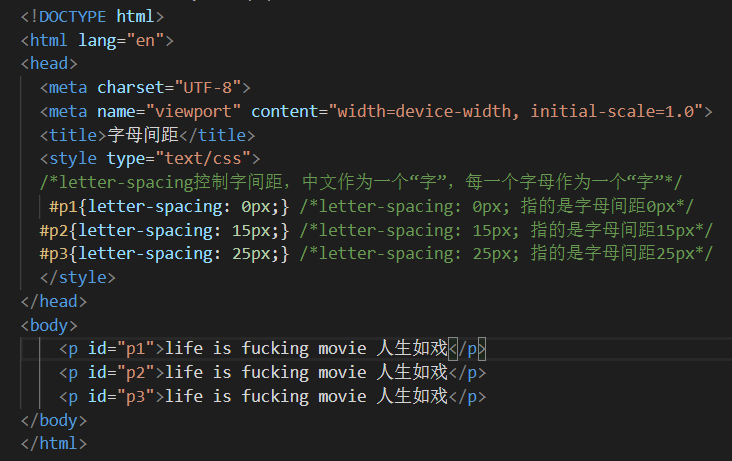 <!DOCTYPE html>
<html lang="en">
<head>
<meta charset="UTF-8">
<meta name="viewport" content="width=device-width, initial-scale=1.0">
<title>字母间距</title>
<style type="text/css">
/*letter-spacing控制字间距，中文作为一个“字”，每一个字母作为一个“字”*/
#p1{letter-spacing: 0px;} /*letter-spacing: 0px; 指的是字母间距0px*/
#p2{letter-spacing: 15px;} /*letter-spacing: 15px; 指的是字母间距15px*/
#p3{letter-spacing: 25px;} /*letter-spacing: 25px; 指的是字母间距25px*/
</style>
</head>
<body>
<p id="p1">life is fucking movie 人生如戏</p>
<p id="p2">life is fucking movie 人生如戏</p>
<p id="p3">life is fucking movie 人生如戏</p>
</body>
</html>